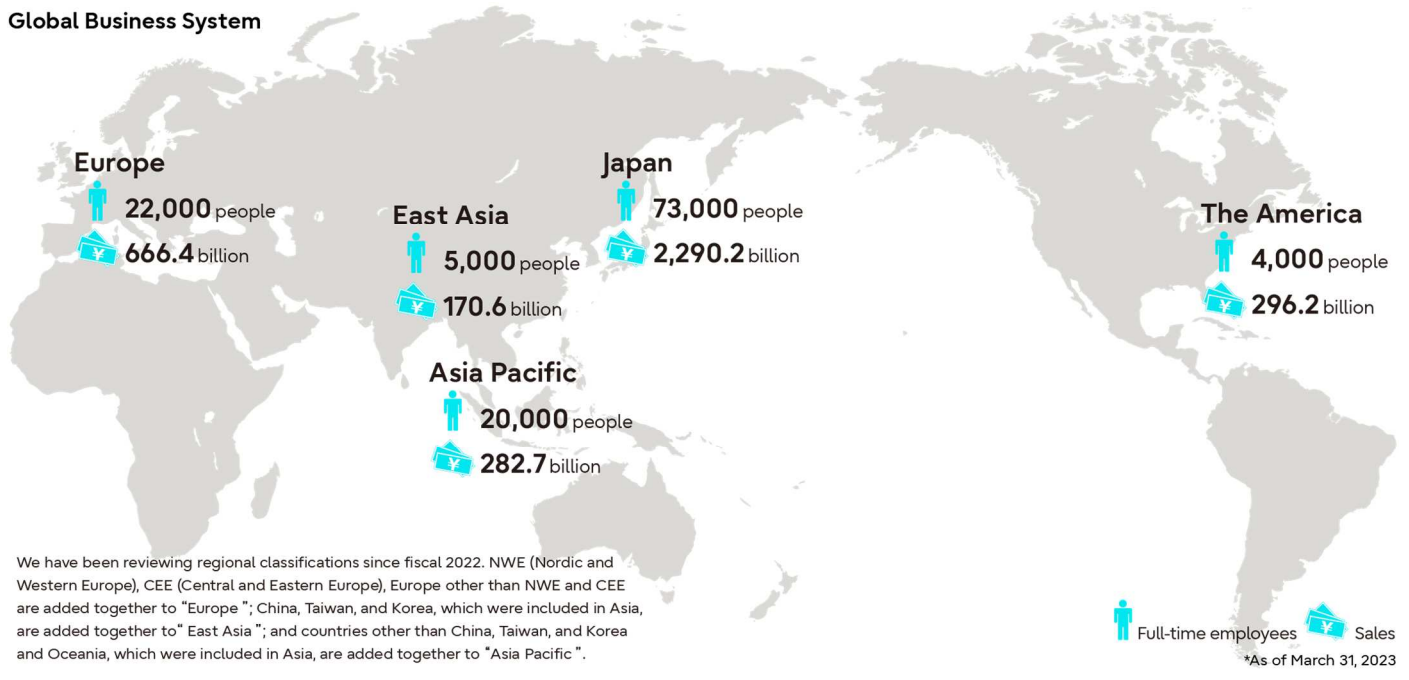 Global Business System
Europe
22,000 people
¥ 666.4 billion
East Asia
5,000 people
¥ 170.6 billion
Japan
73,000 people
¥ 2,290.2 billion
The America
4,000 people
¥ 296.2 billion
Asia Pacific
20,000 people
¥ 282.7 billion
We have been reviewing regional classifications since fiscal 2022. NWE (Nordic and
Western Europe), CEE (Central and Eastern Europe), Europe other than NWE and CEE
are added together to “Europe ”; China, Taiwan, and Korea, which were included in Asia,
are added together to“ East Asia ”; and countries other than China, Taiwan, and Korea
and Oceania, which were included in Asia, are added together to “Asia Pacific ”.
Full-time employees ¥ Sales
*As of March 31, 2023